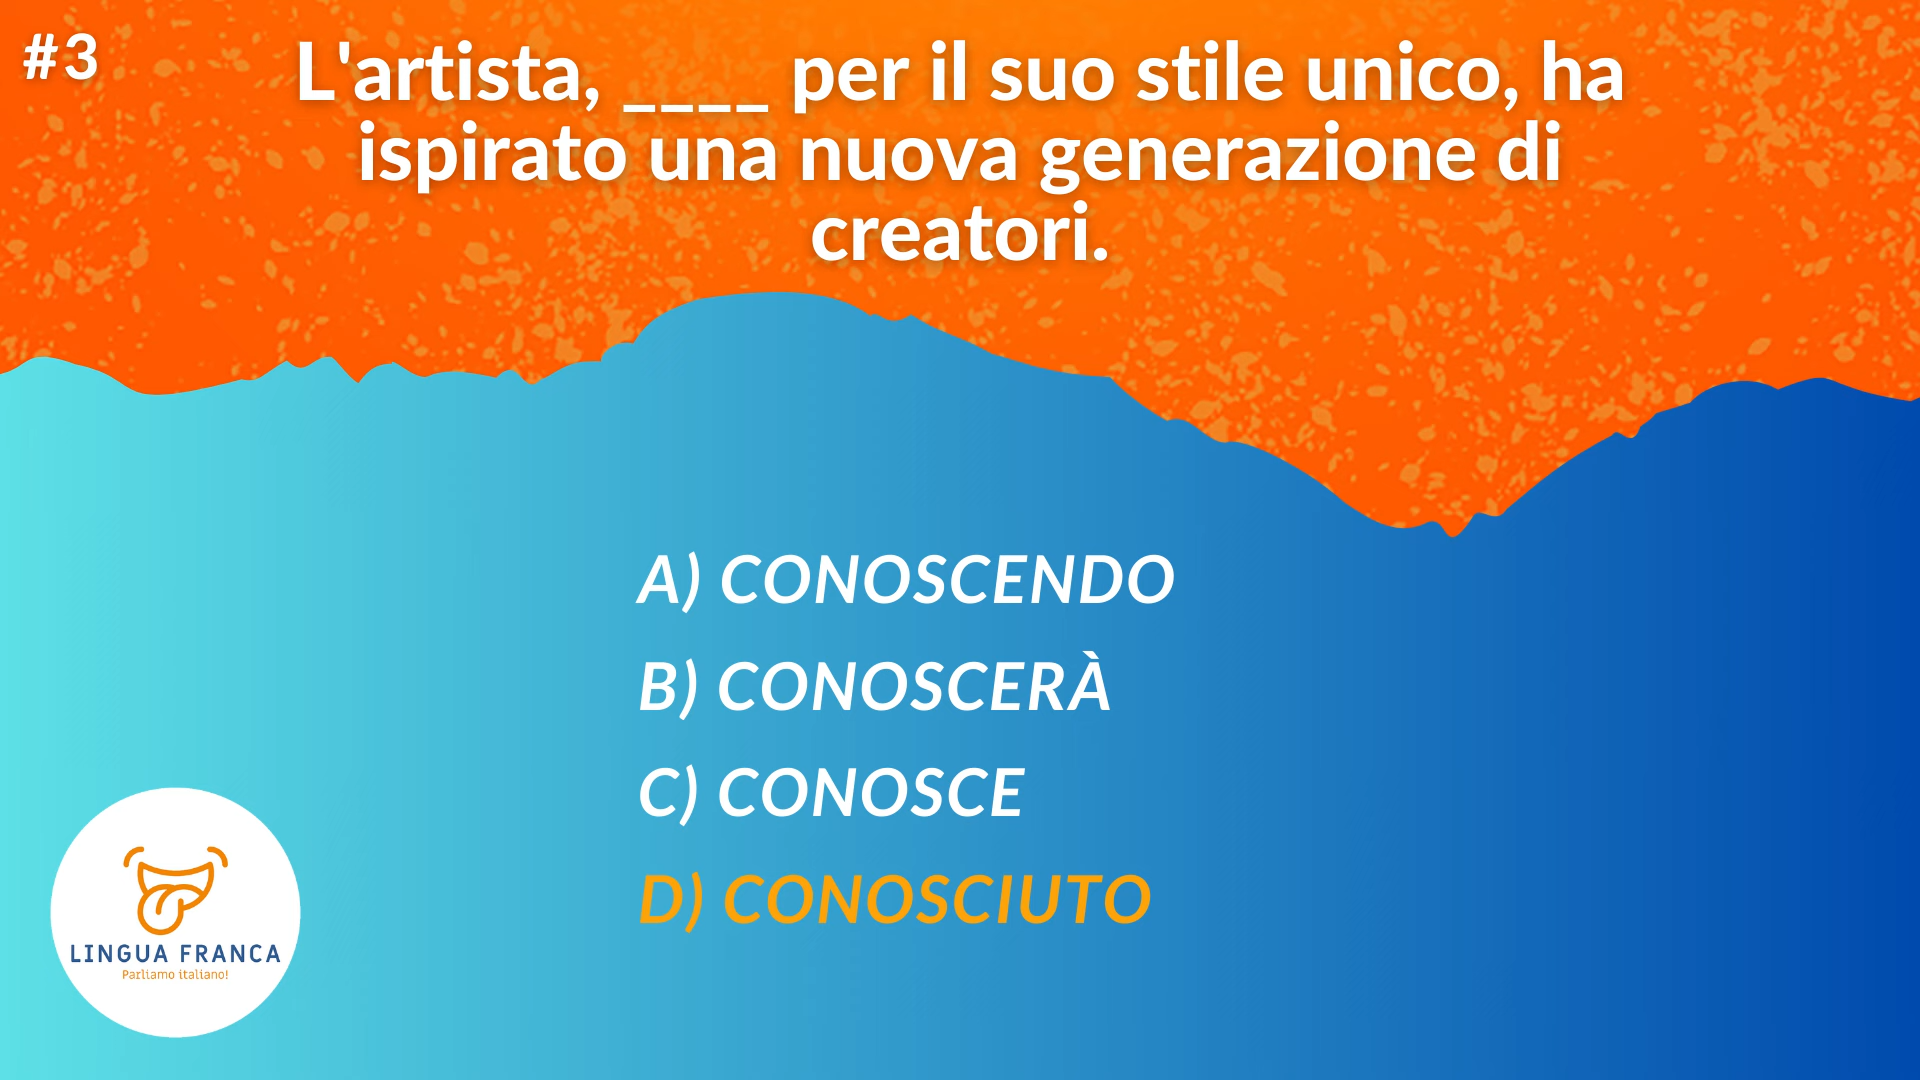 #3
L'artista, ____ per il suo stile unico, ha
ispirato una nuova generazione di
creatori.
A) CONOSCENDO
B) CONOSCERÀ
C) CONOSCE
D) CONOSCIUTO
LINGUA FRANCA
Parliamo italiano!